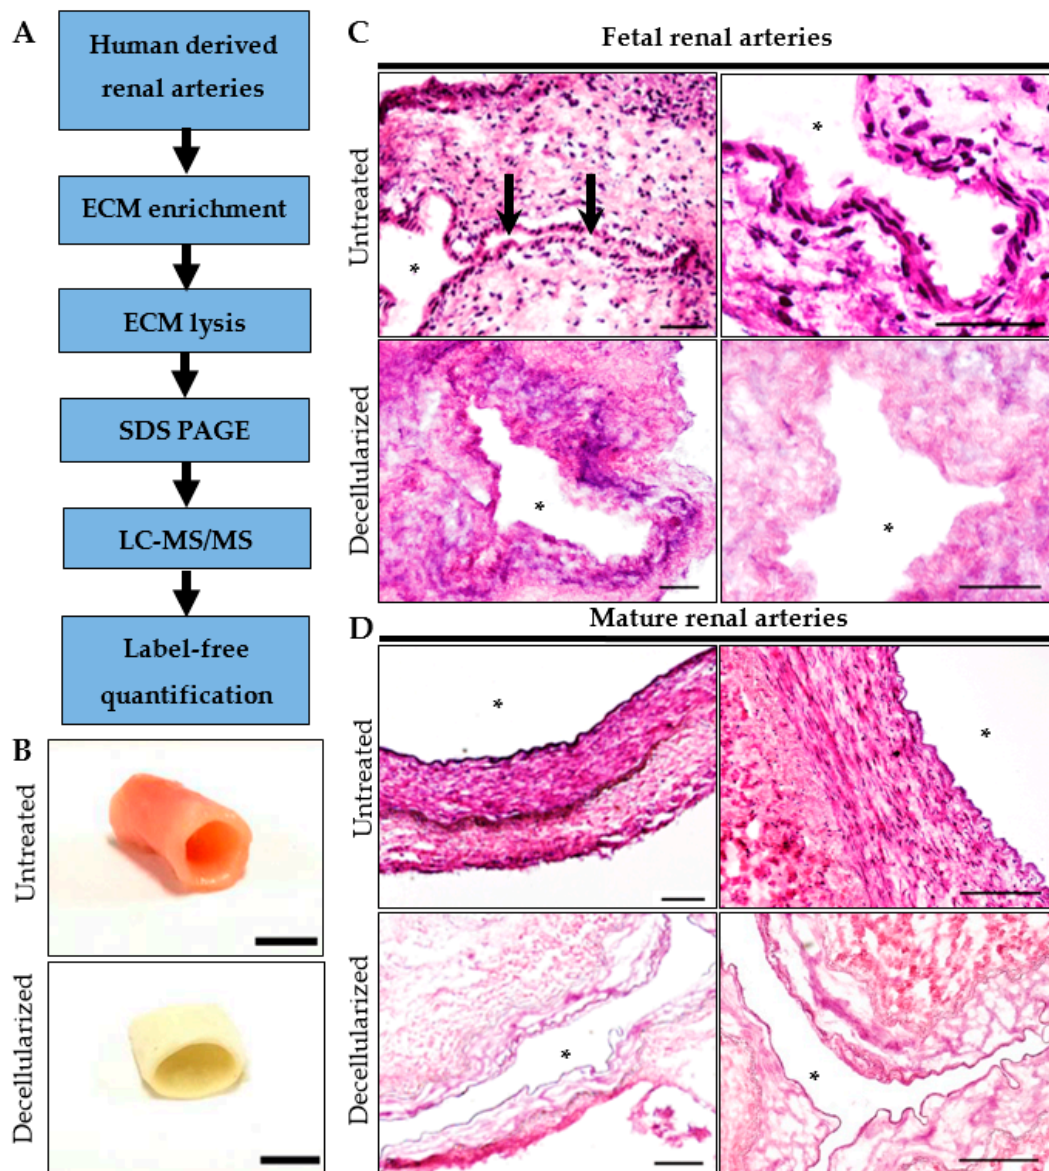 A
Human derived
renal arteries
ECM enrichment
ECM lysis
SDS PAGE
LC-MS/MS
Label-free
quantification
B
Untreated
Decellularized
C
Fetal renal arteries
Untreated
*
*
Decellularized
*
*
D
Mature renal arteries
Untreated
*
*
Decellularized
*
*